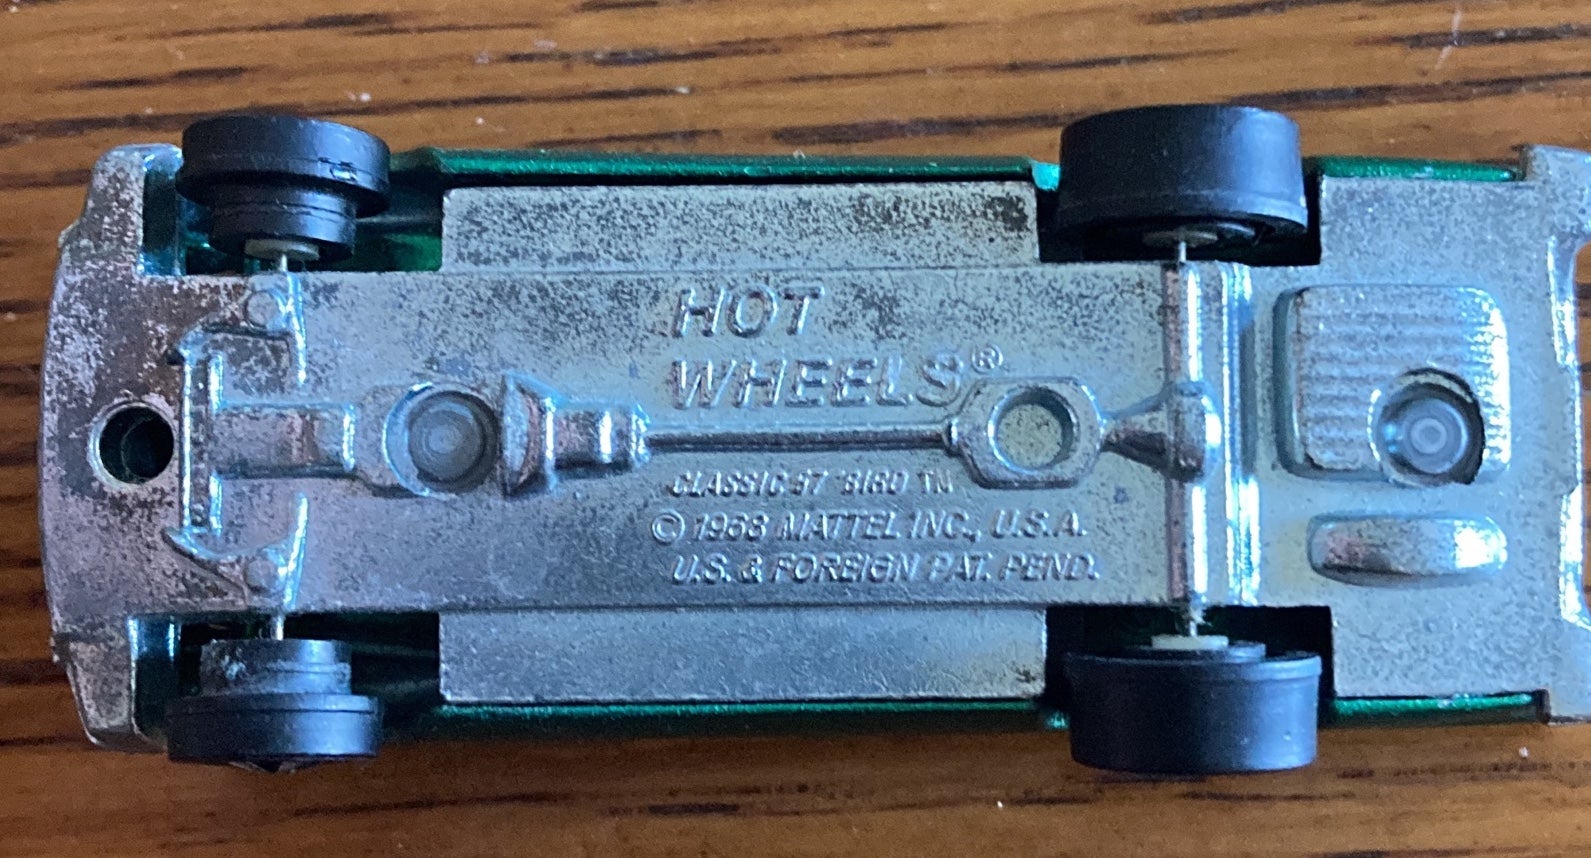 HOT
WHEELS®
CLASSIC 57 'BIRD ™
© 1968 MATTEL INC., U.S.A.
U.S. & FOREIGN PAT. PEND.